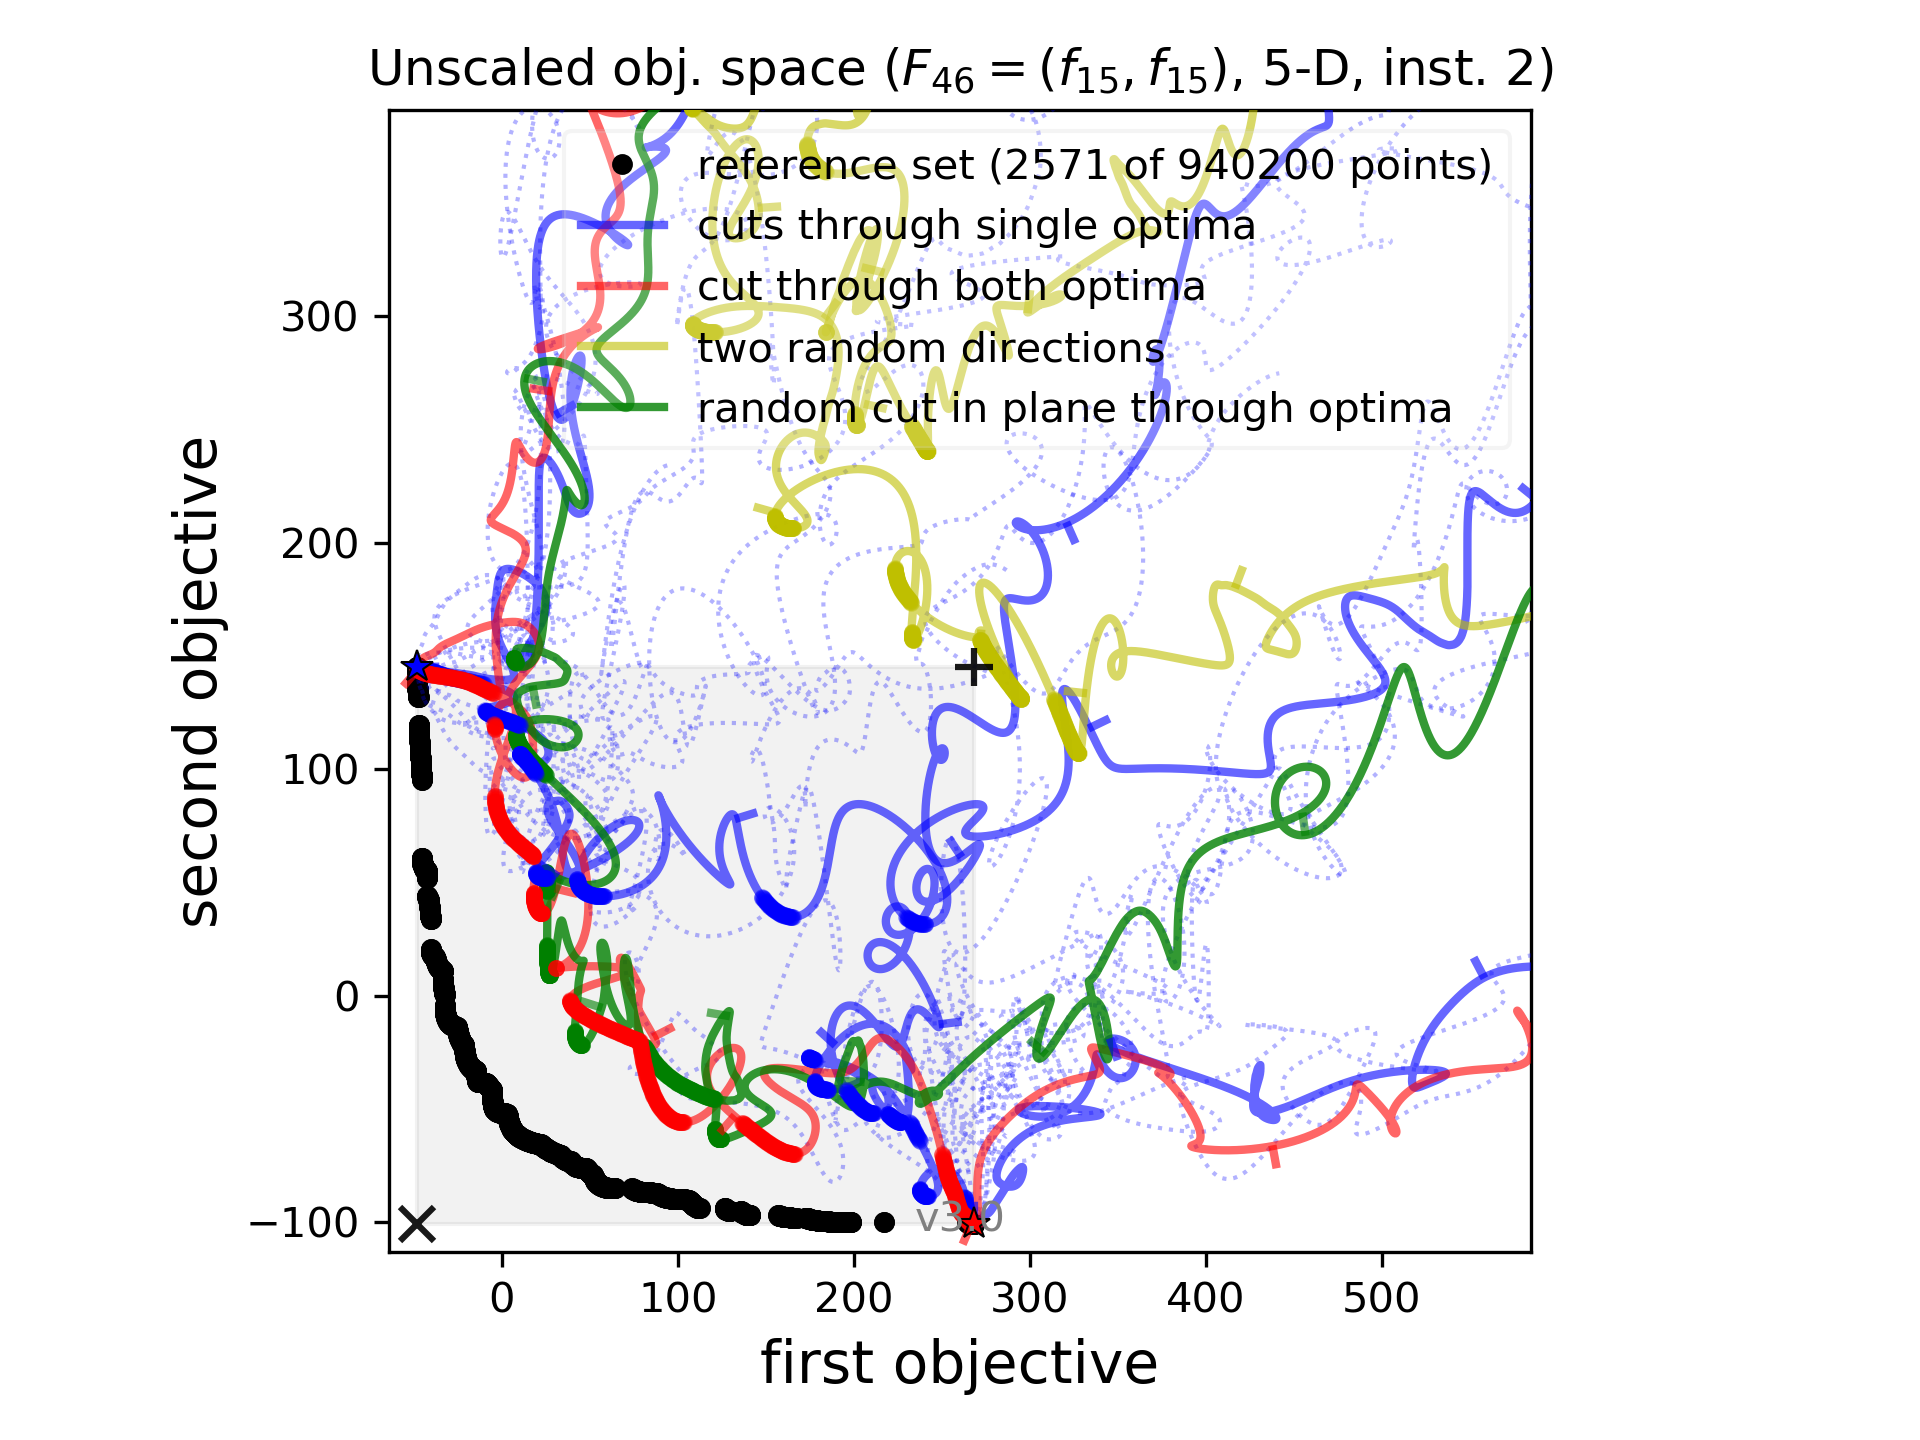 Unscaled obj. space (F₄₆ = (f₁₅, f₁₅), 5-D, inst. 2)
reference set (2571 of 940200 points)
cuts through single optima
cut through both optima
two random directions
random cut in plane through optima
300
200
100
0
−100
second objective
v3.0
0 100 200 300 400 500
first objective